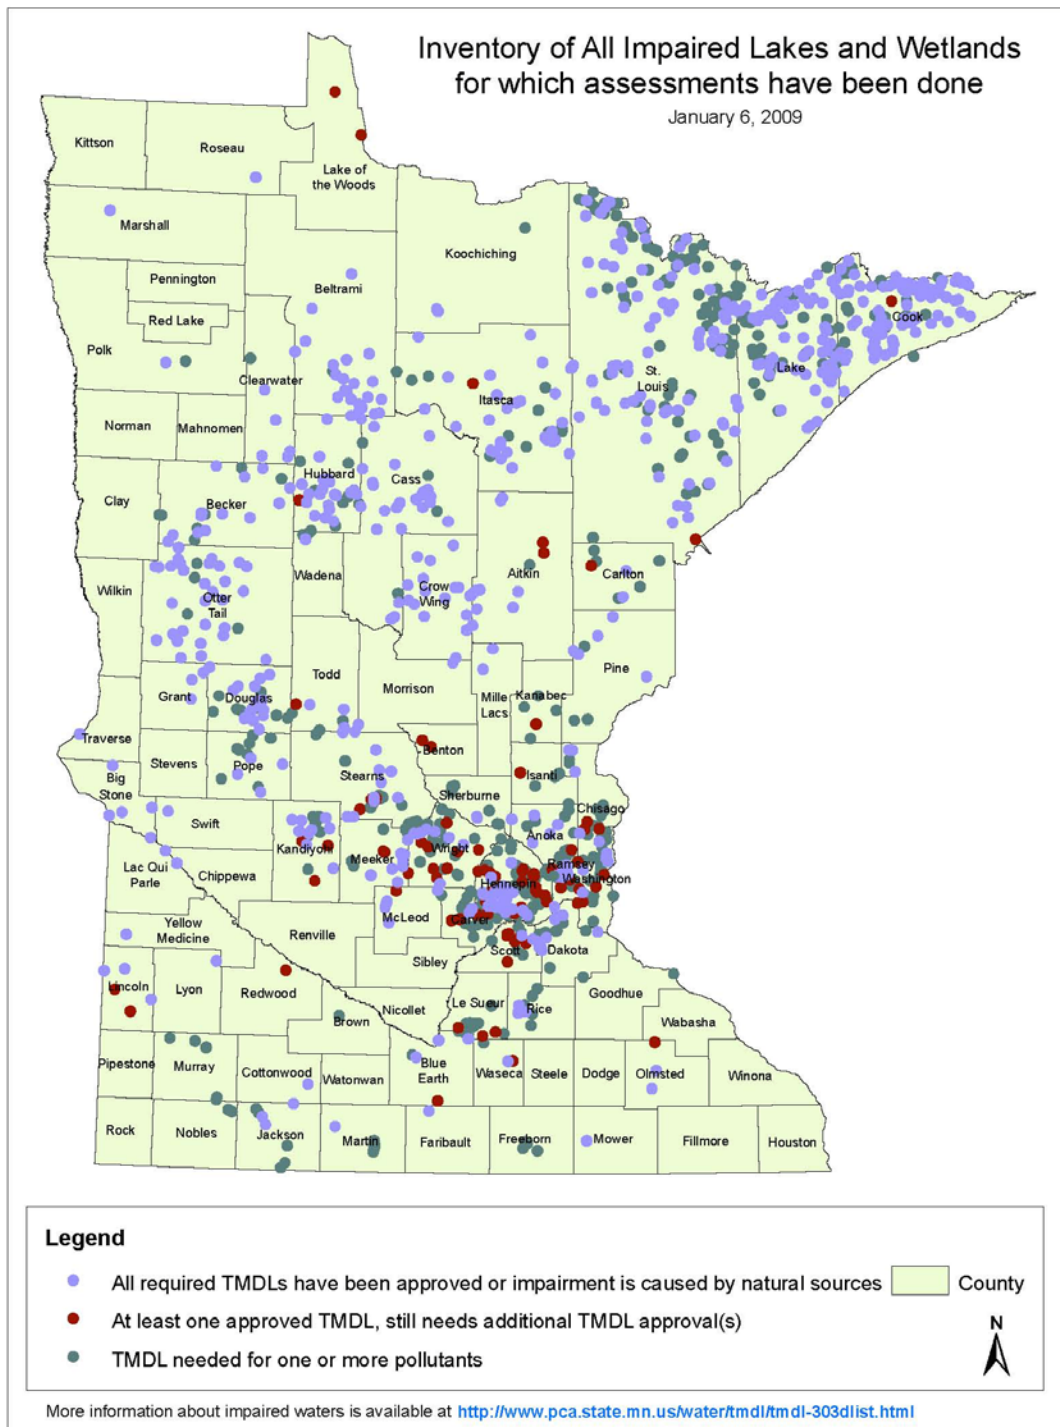 Inventory of All Impaired Lakes and Wetlands
for which assessments have been done
January 6, 2009
Kittson
Roseau
Lake of
the Woods
Marshall
Koochiching
Pennington
Beltrami
Red Lake
Cook
Polk
Clearwater
St.
Louis
Lake
Itasca
Norman
Mahnomen
Hubbard
Cass
Clay
Becker
Wadena
Aitkin
Carlton
Wilkin
Crow
Wing
Otter
Tail
Pine
Todd
Morrison
Grant
Douglas
Mille
Lacs
Kanabec
Traverse
Benton
Stevens
Pope
Stearns
Isanti
Big
Stone
Sherburne
Chisago
Swift
Anoka
Kandiyohi
Meeker
Wright
Ramsey
Lac Qui
Parle
Chippewa
Hennepin
Washington
McLeod
Carver
Yellow
Medicine
Renville
Scott
Dakota
Sibley
Lincoln
Lyon
Redwood
Nicollet
Le Sueur
Rice
Goodhue
Brown
Wabasha
Pipestone
Murray
Cottonwood
Watonwan
Blue
Earth
Waseca
Steele
Dodge
Olmsted
Winona
Rock
Nobles
Jackson
Martin
Faribault
Freeborn
Mower
Fillmore
Houston
Legend
All required TMDLs have been approved or impairment is caused by natural sources
County
At least one approved TMDL, still needs additional TMDL approval(s)
N
TMDL needed for one or more pollutants
More information about impaired waters is available at http://www.pca.state.mn.us/water/tmdl/tmdl-303dlist.html